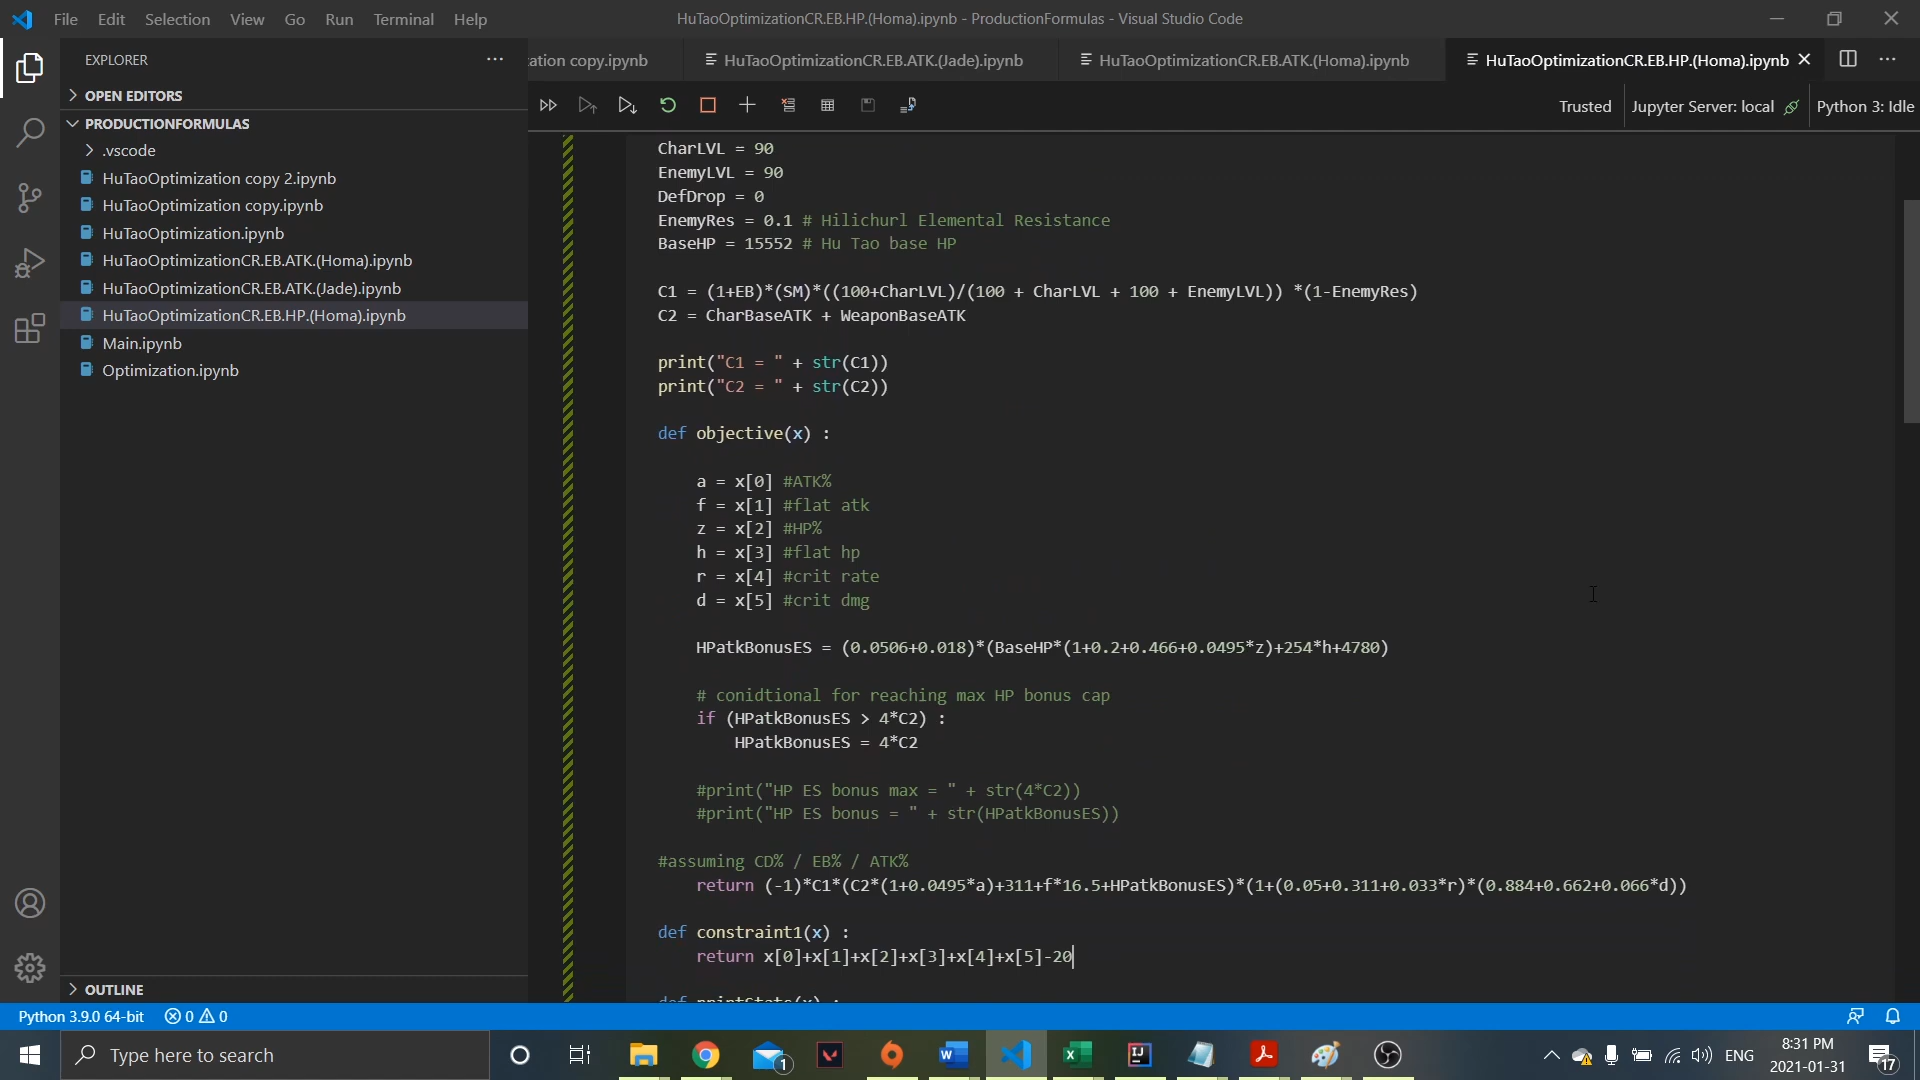 File Edit Selection View Go Run Terminal Help
HuTaoOptimizationCR.EB.HP.(Homa).ipynb - ProductionFormulas - Visual Studio Code
EXPLORER
OPEN EDITORS
PRODUCTIONFORMULAS
.vscode
HuTaoOptimization copy 2.ipynb
HuTaoOptimization copy.ipynb
HuTaoOptimization.ipynb
HuTaoOptimizationCR.EB.ATK.(Homa).ipynb
HuTaoOptimizationCR.EB.ATK.(Jade).ipynb
HuTaoOptimizationCR.EB.HP.(Homa).ipynb
Main.ipynb
Optimization.ipynb
OUTLINE
ation copy.ipynb HuTaoOptimizationCR.EB.ATK.(Jade).ipynb HuTaoOptimizationCR.EB.ATK.(Homa).ipynb HuTaoOptimizationCR.EB.HP.(Homa).ipynb
Trusted Jupyter Server: local Python 3: Idle
CharLVL = 90
EnemyLVL = 90
DefDrop = 0
EnemyRes = 0.1 # Hilichurl Elemental Resistance
BaseHP = 15552 # Hu Tao base HP
C1 = (1+EB)*(SM)*((100+CharLVL)/(100 + CharLVL + 100 + EnemyLVL)) *(1-EnemyRes)
C2 = CharBaseATK + WeaponBaseATK
print("C1 = " + str(C1))
print("C2 = " + str(C2))
def objective(x) :
a = x[0] #ATK%
f = x[1] #flat atk
z = x[2] #HP%
h = x[3] #flat hp
r = x[4] #crit rate
d = x[5] #crit dmg
HPatkBonusES = (0.0506+0.018)*(BaseHP*(1+0.2+0.466+0.0495*z)+254*h+4780)
# conidtional for reaching max HP bonus cap
if (HPatkBonusES > 4*C2) :
HPatkBonusES = 4*C2
#print("HP ES bonus max = " + str(4*C2))
#print("HP ES bonus = " + str(HPatkBonusES))
#assuming CD% / EB% / ATK%
return (-1)*C1*(C2*(1+0.0495*a)+311+f*16.5+HPatkBonusES)*(1+(0.05+0.311+0.033*r)*(0.884+0.662+0.066*d))
def constraint1(x) :
return x[0]+x[1]+x[2]+x[3]+x[4]+x[5]-20
def printStats(x) :
Python 3.9.0 64-bit 0 0
Type here to search
1
ENG
8:31 PM
2021-01-31
17